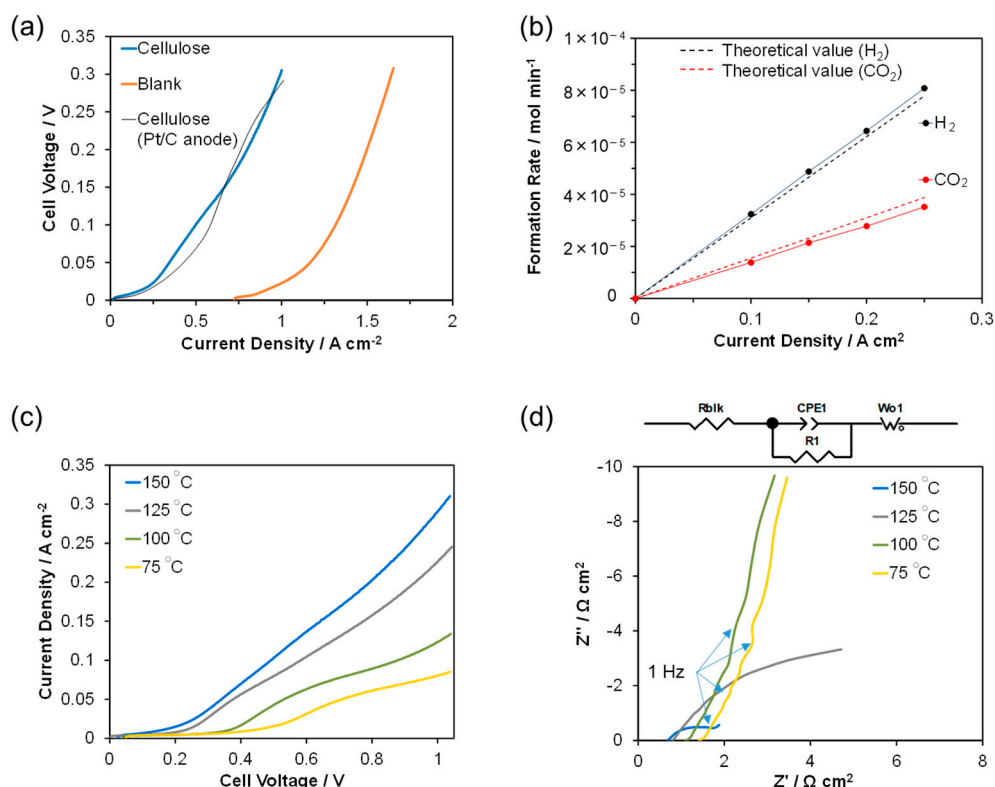 (a)
0.35
0.3
0.25
0.2
0.15
0.1
0.05
0
Cell Voltage / V
Cellulose
Blank
Cellulose
(Pt/C anode)
0 0.5 1 1.5 2
Current Density / A cm-2
(b)
1 × 10-4
8 × 10-5
6 × 10-5
4 × 10-5
2 × 10-5
0
Formation Rate / mol min-1
Theoretical value (H2)
Theoretical value (CO2)
H2
CO2
0 0.1 0.2 0.3
Current Density / A cm2
(c)
0.35
0.3
0.25
0.2
0.15
0.1
0.05
0
Current Density / A cm-2
150 °C
125 °C
100 °C
75 °C
0 0.2 0.4 0.6 0.8 1
Cell Voltage / V
(d)
Rblk CPE1 Wo1
R1
-10
-8
-6
-4
-2
0
Z'' / Ω cm2
150 °C
125 °C
100 °C
75 °C
1 Hz
0 2 4 6 8
Z' / Ω cm2